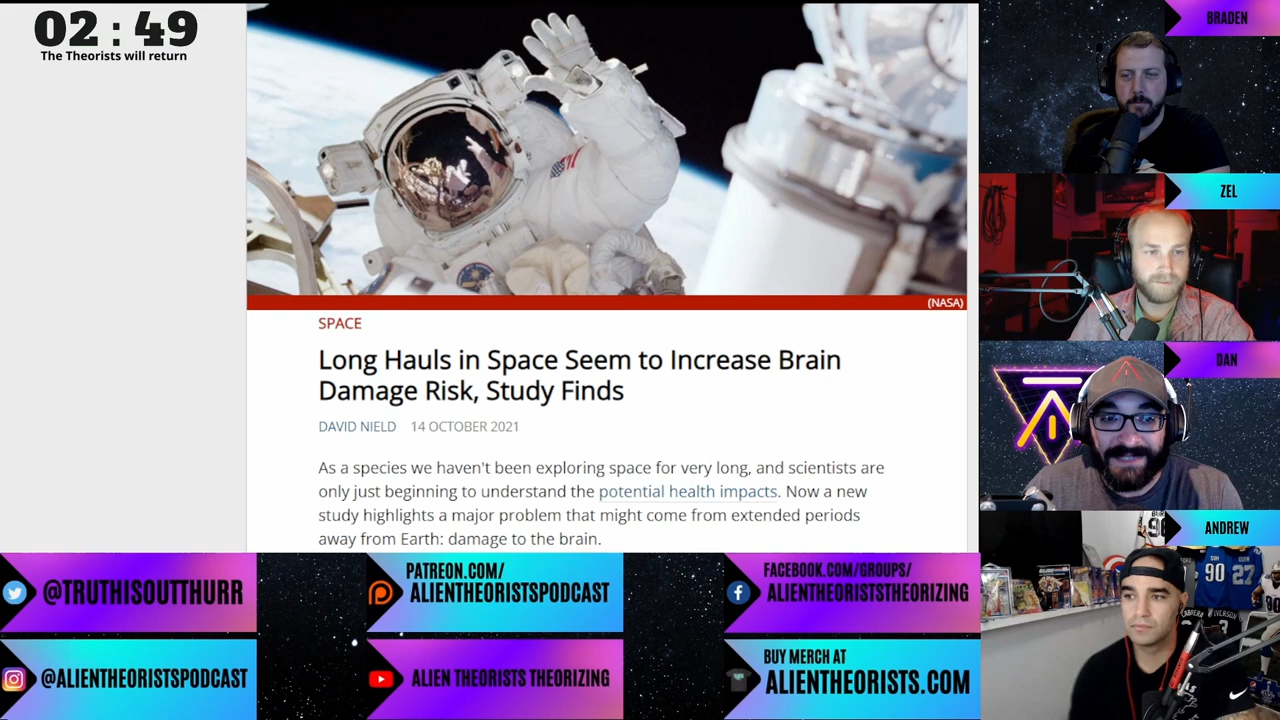 02 : 49
The Theorists will return
(NASA)
SPACE
Long Hauls in Space Seem to Increase Brain
Damage Risk, Study Finds
DAVID NIELD 14 OCTOBER 2021
As a species we haven't been exploring space for very long, and scientists are
only just beginning to understand the potential health impacts. Now a new
study highlights a major problem that might come from extended periods
away from Earth: damage to the brain.
BRADEN
ZEL
DAN
ANDREW
90
27
@TRUTHISOUTTHURR
PATREON.COM/
ALIENTHEORISTSPODCAST
FACEBOOK.COM/GROUPS/
ALIENTHEORISTSTHEORIZING
@ALIENTHEORISTSPODCAST
ALIEN THEORISTS THEORIZING
BUY MERCH AT
ALIENTHEORISTS.COM